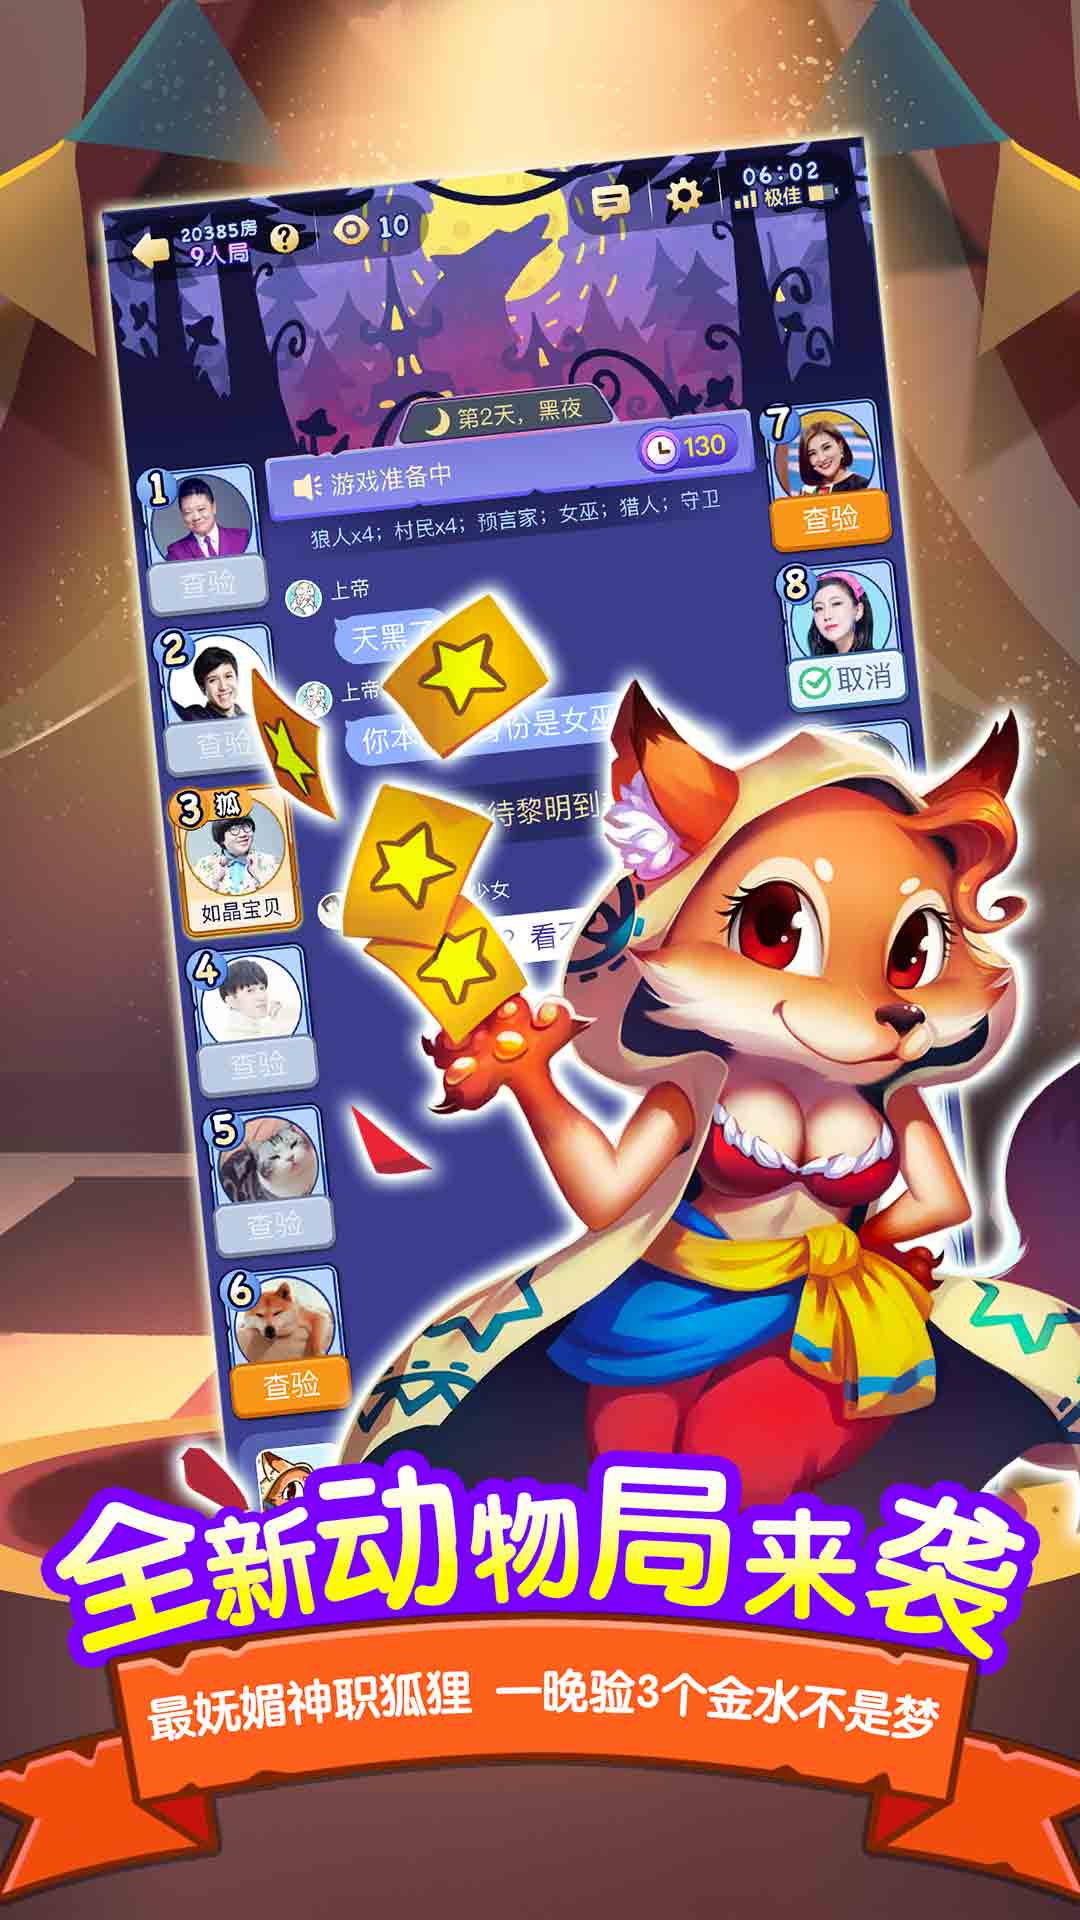 20385房
9人局
?
10
06:02
极佳
第2天，黑夜
游戏准备中
130
狼人x4；村民x4；预言家；女巫；猎人；守卫
1
查验
2
查验
3 狐
如晶宝贝
4
查验
5
查验
6
查验
7
查验
8
取消
上帝
天黑了
上帝
你本
身份是女巫
待黎明到
少女
? 看不
全新动物局来袭
最妩媚神职狐狸 一晚验3个金水不是梦